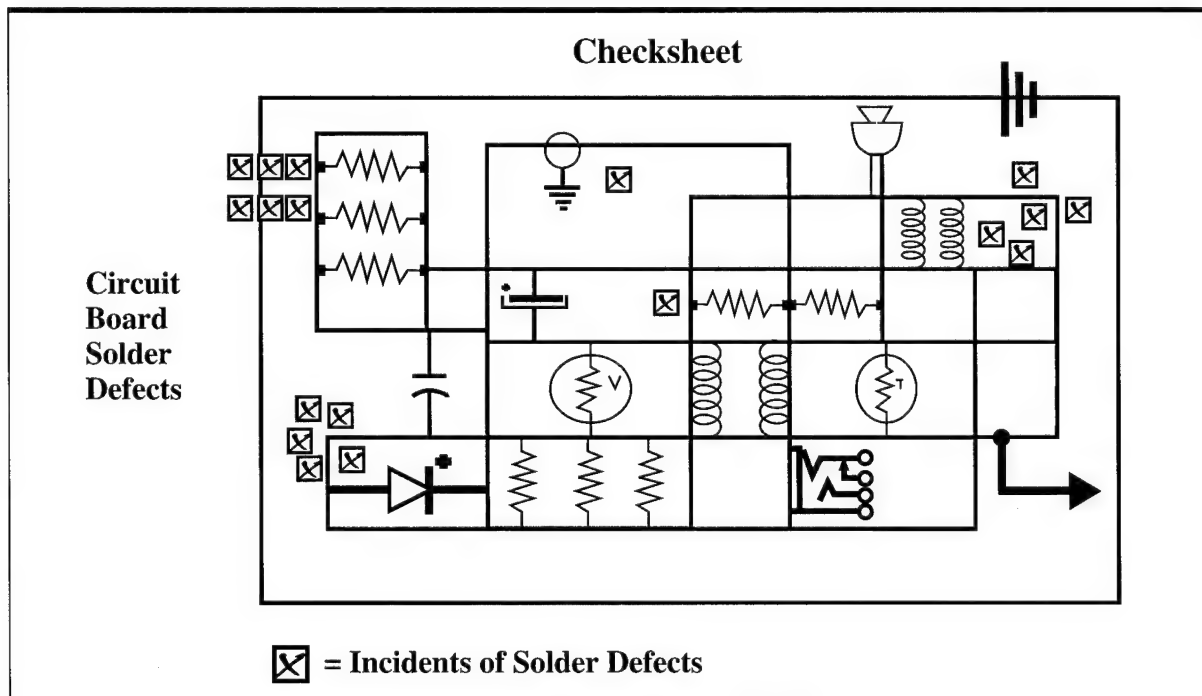 Checksheet
Circuit
Board
Solder
Defects
V
T
= Incidents of Solder Defects